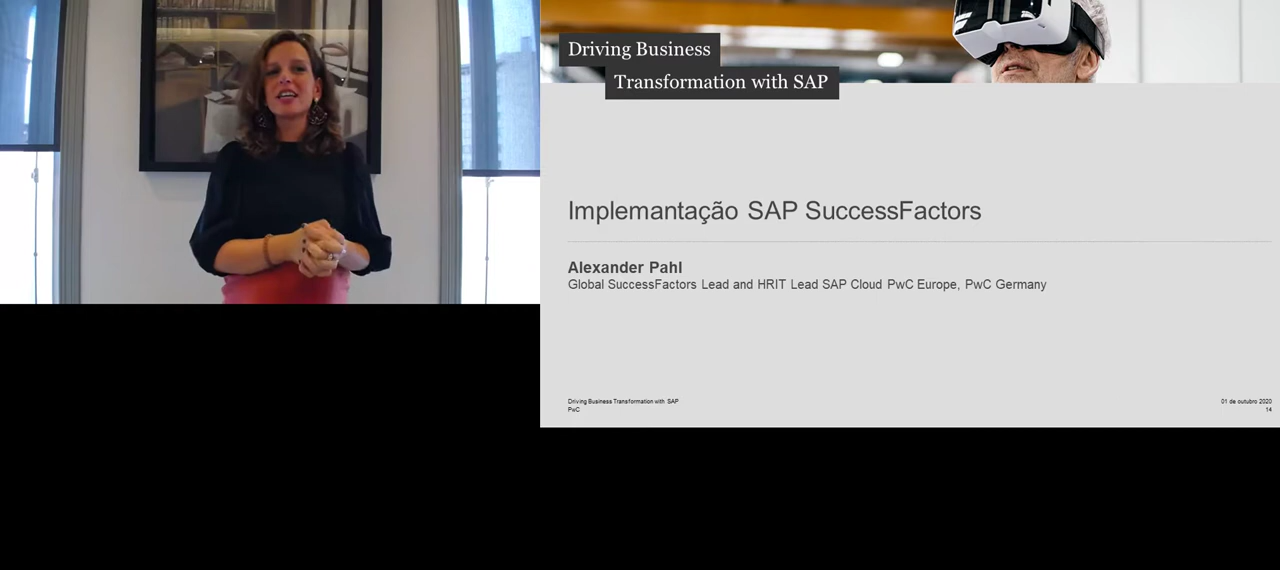 Driving Business
Transformation with SAP
Implemantação SAP SuccessFactors
Alexander Pahl
Global SuccessFactors Lead and HRIT Lead SAP Cloud PwC Europe, PwC Germany
Driving Business Transformation with SAP
PwC
01 de outubro 2020
14